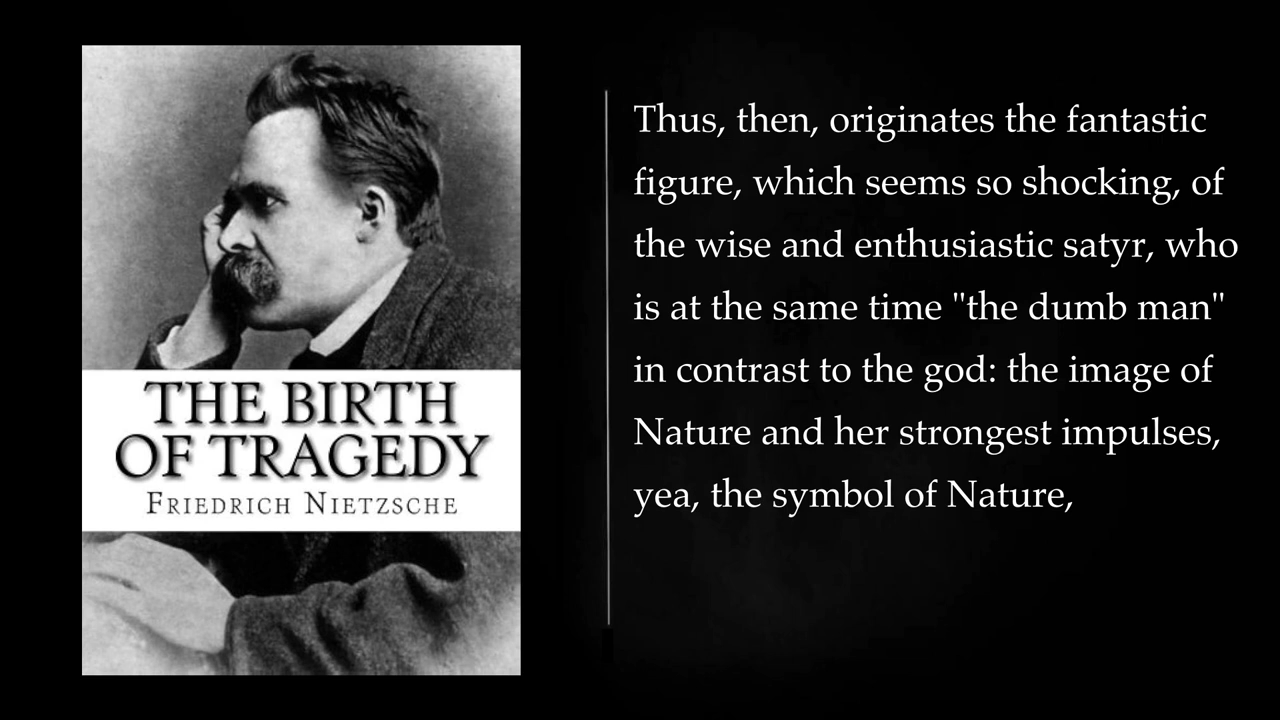 THE BIRTH
OF TRAGEDY
FRIEDRICH NIETZSCHE
Thus, then, originates the fantastic
figure, which seems so shocking, of
the wise and enthusiastic satyr, who
is at the same time "the dumb man"
in contrast to the god: the image of
Nature and her strongest impulses,
yea, the symbol of Nature,